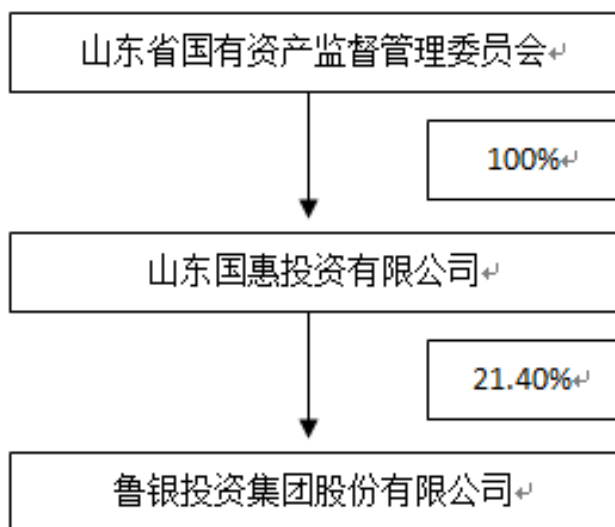 山东省国有资产监督管理委员会
100%
山东国惠投资有限公司
21.40%
鲁银投资集团股份有限公司